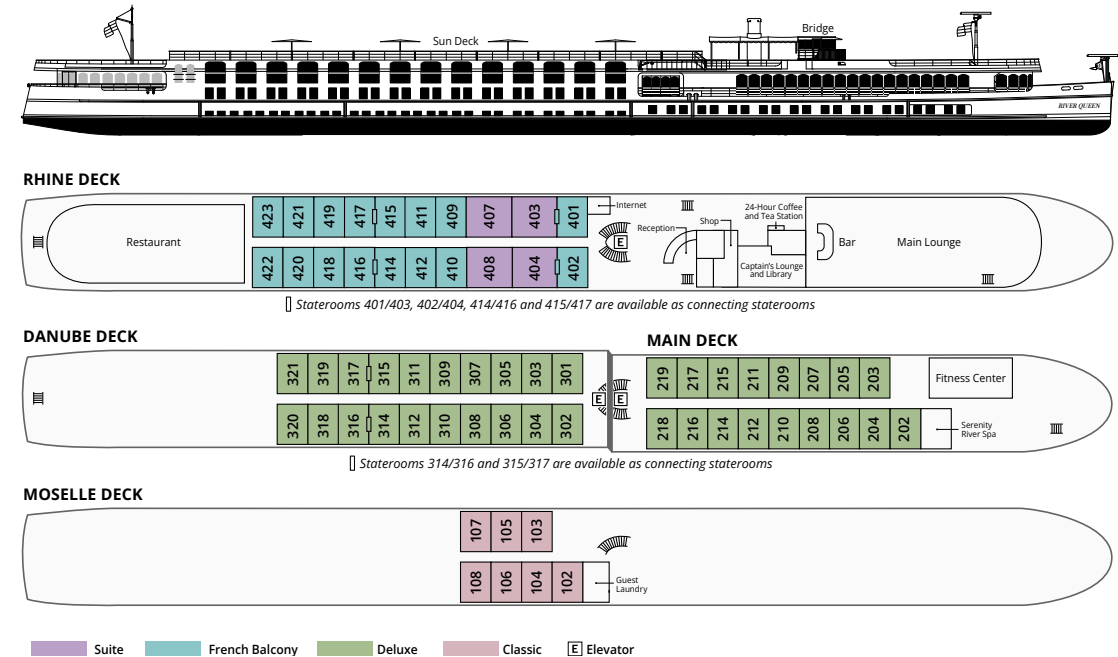 Sun Deck
Bridge
RIVER QUEEN
RHINE DECK
423 421 419 417 415 411 409 407 403 401
Internet
Reception
Shop
24-Hour Coffee
and Tea Station
Restaurant
E
Bar
Main Lounge
Captain's Lounge
and Library
422 420 418 416 414 412 410 408 404 402
Staterooms 401/403, 402/404, 414/416 and 415/417 are available as connecting staterooms
DANUBE DECK
321 319 317 315 311 309 307 305 303 301
E
320 318 316 314 312 310 308 306 304 302
MAIN DECK
E
219 217 215 211 209 207 205 203
Fitness Center
218 216 214 212 210 208 206 204 202
Serenity
River Spa
Staterooms 314/316 and 315/317 are available as connecting staterooms
MOSELLE DECK
107 105 103
108 106 104 102
Guest
Laundry
Suite
French Balcony
Deluxe
Classic
E Elevator